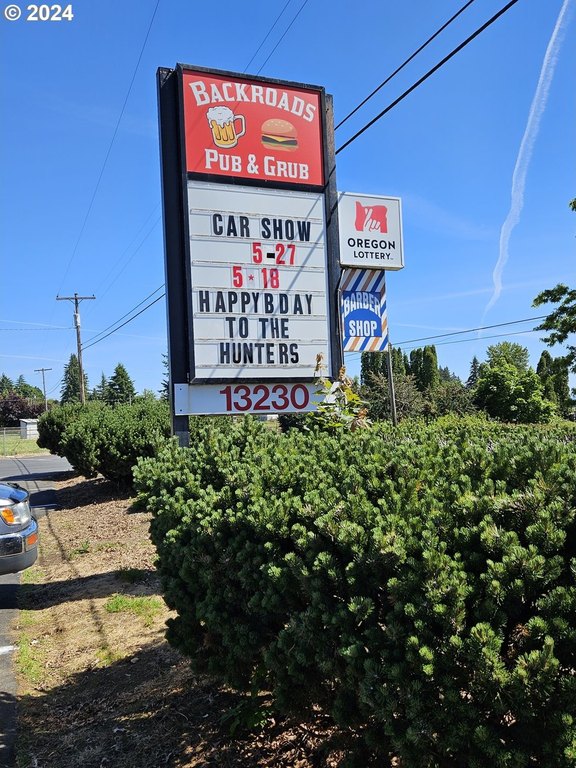 © 2024
BACKROADS
PUB & GRUB
CAR SHOW
5-27
5*18
HAPPYBDAY
TO THE
HUNTERS
13230
OREGON
LOTTERY.
BARBER
SHOP